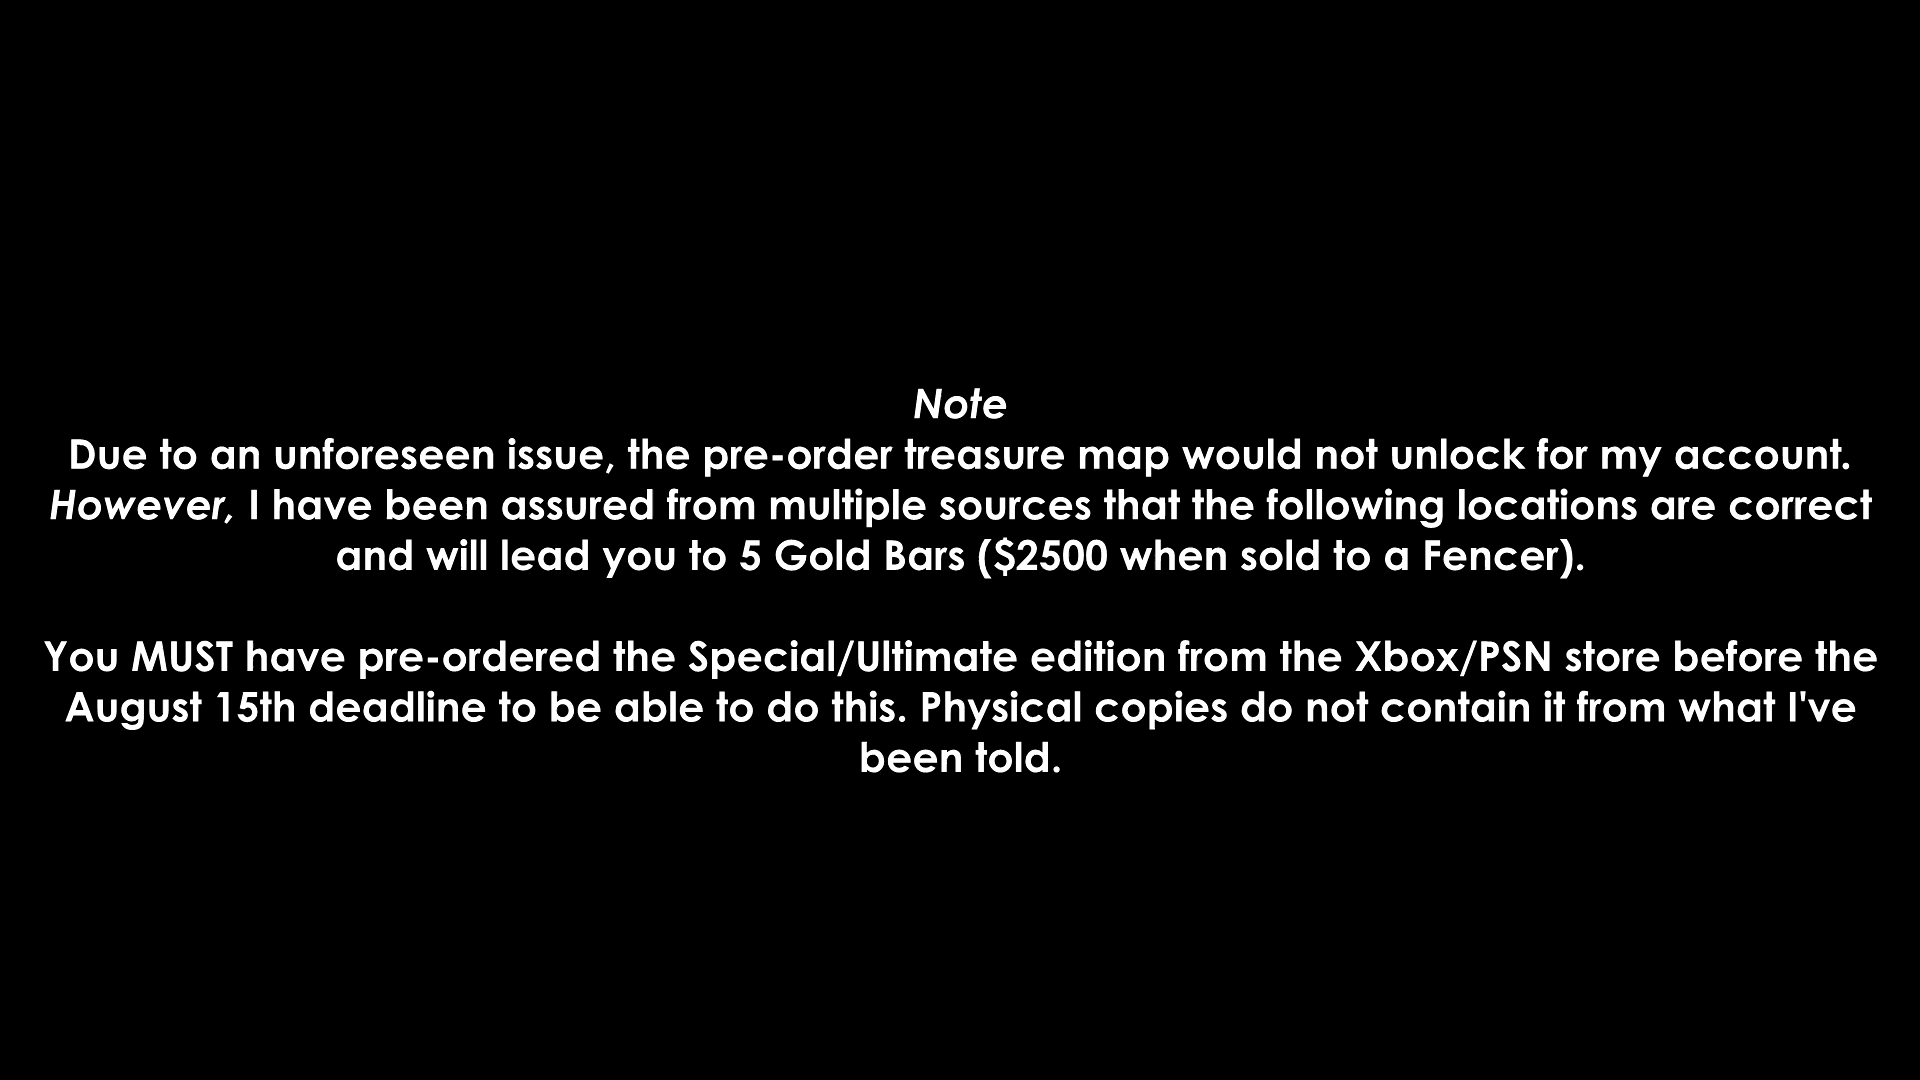 Note
Due to an unforeseen issue, the pre-order treasure map would not unlock for my account.
However, I have been assured from multiple sources that the following locations are correct
and will lead you to 5 Gold Bars ($2500 when sold to a Fencer).
You MUST have pre-ordered the Special/Ultimate edition from the Xbox/PSN store before the
August 15th deadline to be able to do this. Physical copies do not contain it from what I've
been told.